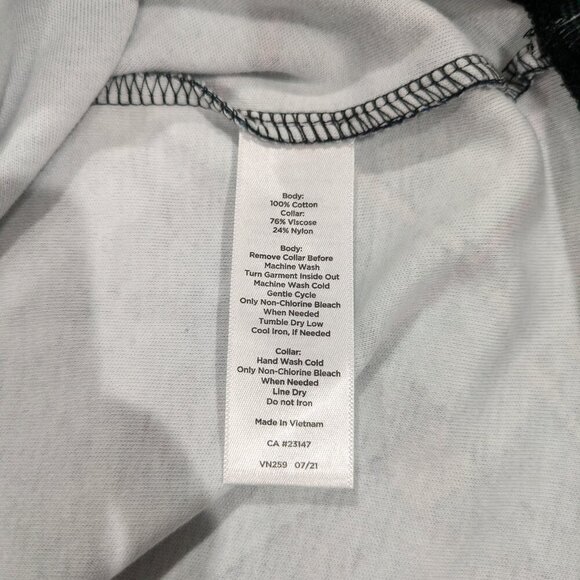 Body:
100% Cotton
Collar:
76% Viscose
24% Nylon
Body:
Remove Collar Before
Machine Wash
Turn Garment Inside Out
Machine Wash Cold
Gentle Cycle
Only Non-Chlorine Bleach
When Needed
Tumble Dry Low
Cool Iron, If Needed
Collar:
Hand Wash Cold
Only Non-Chlorine Bleach
When Needed
Line Dry
Do not Iron
Made In Vietnam
CA #23147
VN259 07/21